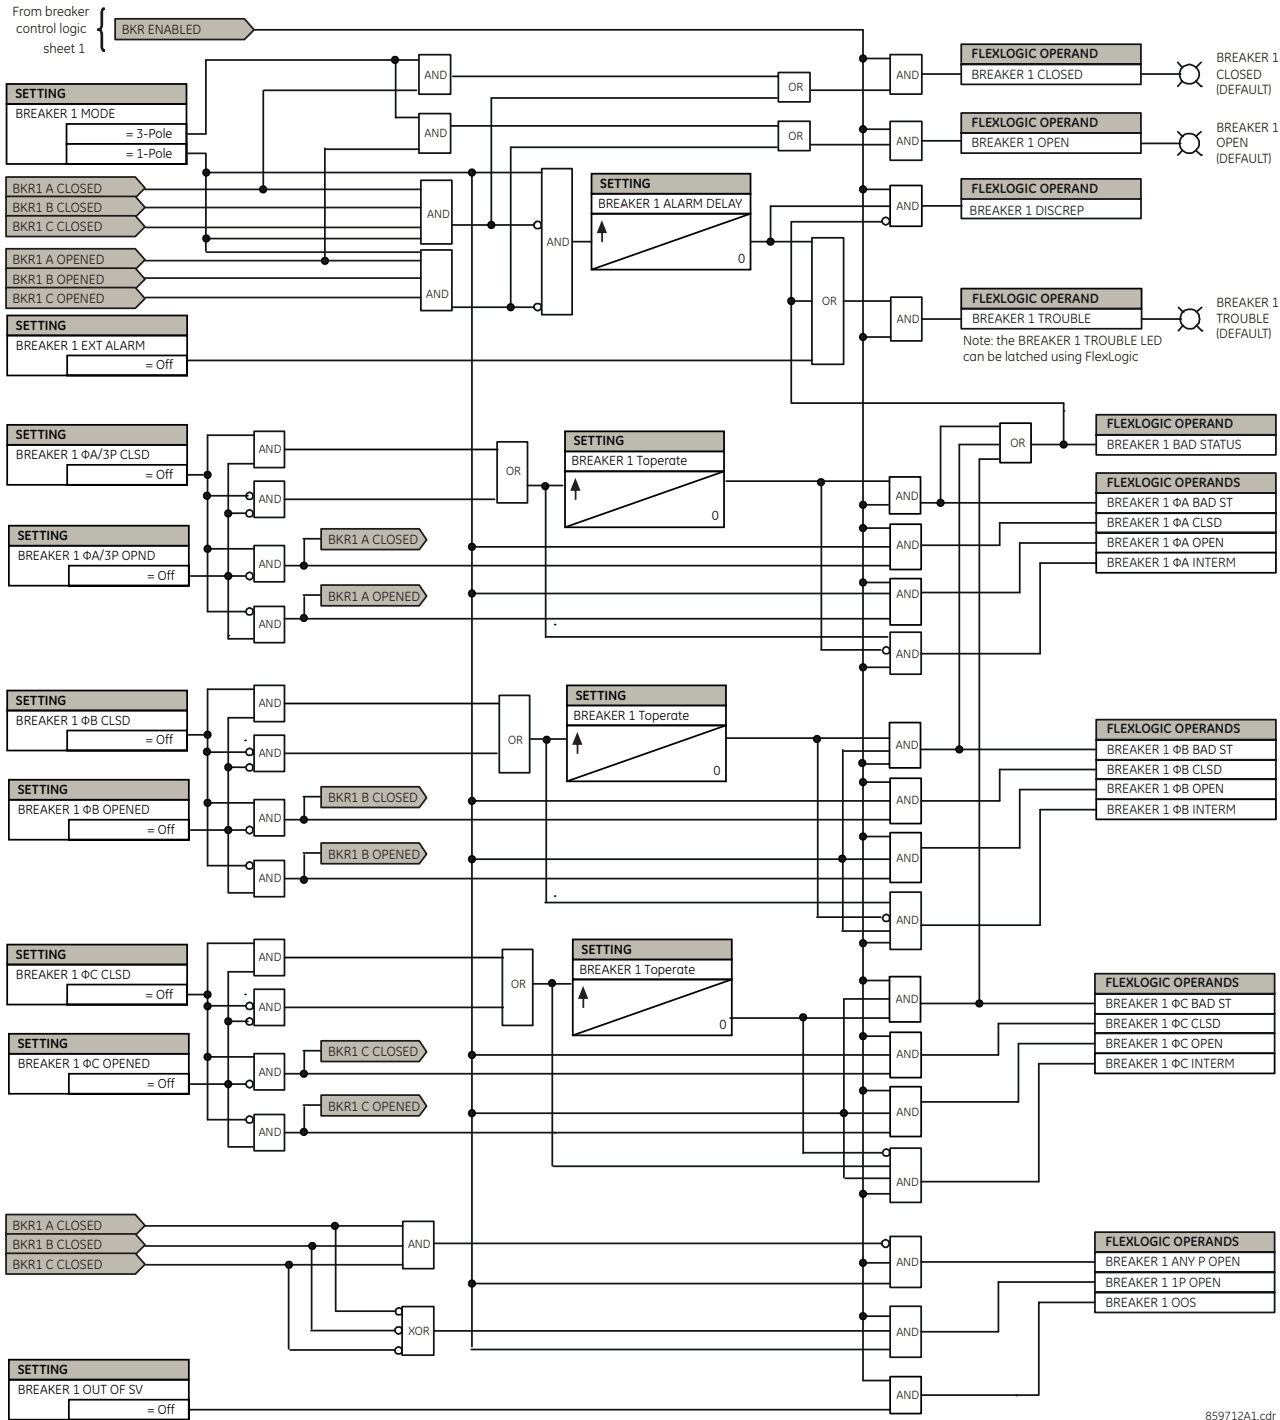 From breaker
control logic
sheet 1
BKR ENABLED
SETTING
BREAKER 1 MODE
= 3-Pole
= 1-Pole
BKR1 A CLOSED
BKR1 B CLOSED
BKR1 C CLOSED
BKR1 A OPENED
BKR1 B OPENED
BKR1 C OPENED
SETTING
BREAKER 1 EXT ALARM
= Off
AND
AND
AND
AND
AND
SETTING
BREAKER 1 ALARM DELAY
0
OR
OR
OR
AND
AND
AND
AND
FLEXLOGIC OPERAND
BREAKER 1 CLOSED
BREAKER 1
CLOSED
(DEFAULT)
FLEXLOGIC OPERAND
BREAKER 1 OPEN
BREAKER 1
OPEN
(DEFAULT)
FLEXLOGIC OPERAND
BREAKER 1 DISCREP
FLEXLOGIC OPERAND
BREAKER 1 TROUBLE
BREAKER 1
TROUBLE
(DEFAULT)
Note: the BREAKER 1 TROUBLE LED
can be latched using FlexLogic
SETTING
BREAKER 1 ΦA/3P CLSD
= Off
SETTING
BREAKER 1 ΦA/3P OPND
= Off
AND
AND
AND
AND
BKR1 A CLOSED
BKR1 A OPENED
OR
SETTING
BREAKER 1 Toperate
0
AND
AND
AND
AND
OR
FLEXLOGIC OPERAND
BREAKER 1 BAD STATUS
FLEXLOGIC OPERANDS
BREAKER 1 ΦA BAD ST
BREAKER 1 ΦA CLSD
BREAKER 1 ΦA OPEN
BREAKER 1 ΦA INTERM
SETTING
BREAKER 1 ΦB CLSD
= Off
SETTING
BREAKER 1 ΦB OPENED
= Off
AND
AND
AND
AND
BKR1 B CLOSED
BKR1 B OPENED
OR
SETTING
BREAKER 1 Toperate
0
AND
AND
AND
AND
FLEXLOGIC OPERANDS
BREAKER 1 ΦB BAD ST
BREAKER 1 ΦB CLSD
BREAKER 1 ΦB OPEN
BREAKER 1 ΦB INTERM
SETTING
BREAKER 1 ΦC CLSD
= Off
SETTING
BREAKER 1 ΦC OPENED
= Off
AND
AND
AND
AND
BKR1 C CLOSED
BKR1 C OPENED
OR
SETTING
BREAKER 1 Toperate
0
AND
AND
AND
AND
FLEXLOGIC OPERANDS
BREAKER 1 ΦC BAD ST
BREAKER 1 ΦC CLSD
BREAKER 1 ΦC OPEN
BREAKER 1 ΦC INTERM
BKR1 A CLOSED
BKR1 B CLOSED
BKR1 C CLOSED
AND
XOR
AND
AND
AND
FLEXLOGIC OPERANDS
BREAKER 1 ANY P OPEN
BREAKER 1 1P OPEN
BREAKER 1 OOS
SETTING
BREAKER 1 OUT OF SV
= Off
859712A1.cdr